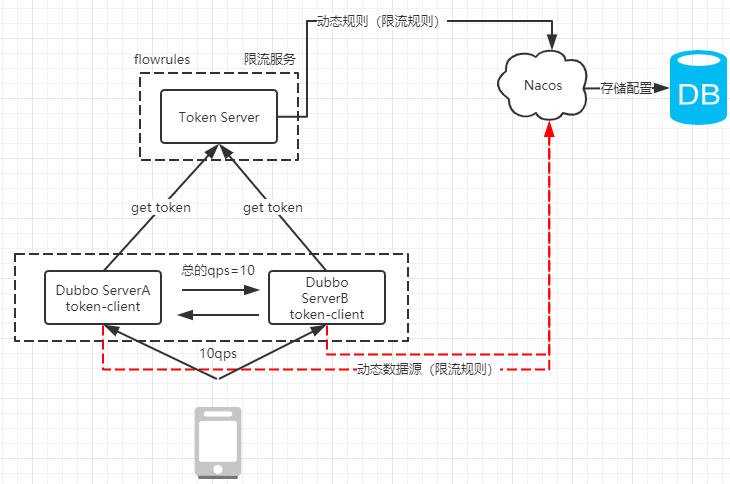 动态规则（限流规则）
flowrules
限流服务
Token Server
Nacos
存储配置
DB
get token
get token
总的qps=10
Dubbo ServerA
token-client
Dubbo
ServerB
token-client
10qps
动态数据源（限流规则）